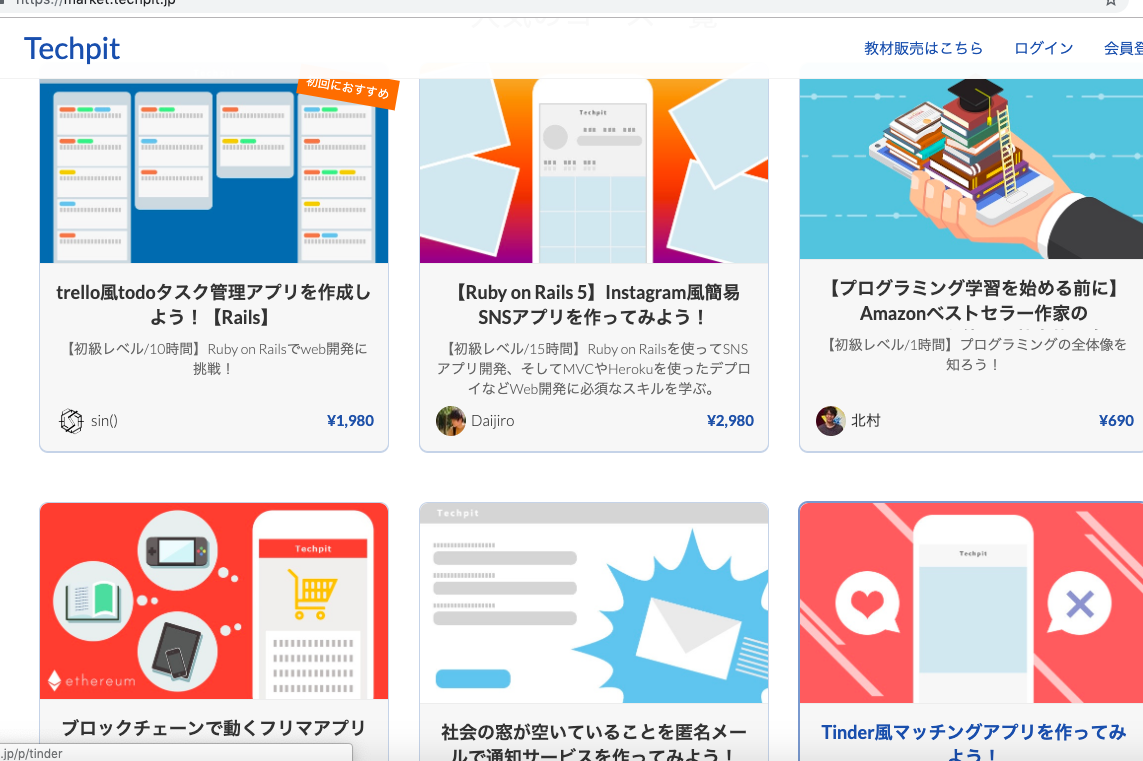 https://market.techpit.jp
Techpit
教材販売はこちら
ログイン
会員登
初回におすすめ
trello風todoタスク管理アプリを作成し
よう！【Rails】
【初級レベル/10時間】Ruby on Railsでweb開発に
挑戦！
sin()
¥1,980
Techpit
【Ruby on Rails 5】Instagram風簡易
SNSアプリを作ってみよう！
【初級レベル/15時間】Ruby on Railsを使ってSNS
アプリ開発、そしてMVCやHerokuを使ったデプロ
イなどWeb開発に必須なスキルを学ぶ。
Daijiro
¥2,980
【プログラミング学習を始める前に】
Amazonベストセラー作家の
【初級レベル/1時間】プログラミングの全体像を
知ろう！
北村
¥690
Techpit
ethereum
ブロックチェーンで動くフリマアプリ
Techpit
社会の窓が空いていることを匿名メー
ルで通知サービスを作ってみよう！
Techpit
Tinder風マッチングアプリを作ってみ
よう！
.jp/p/tinder